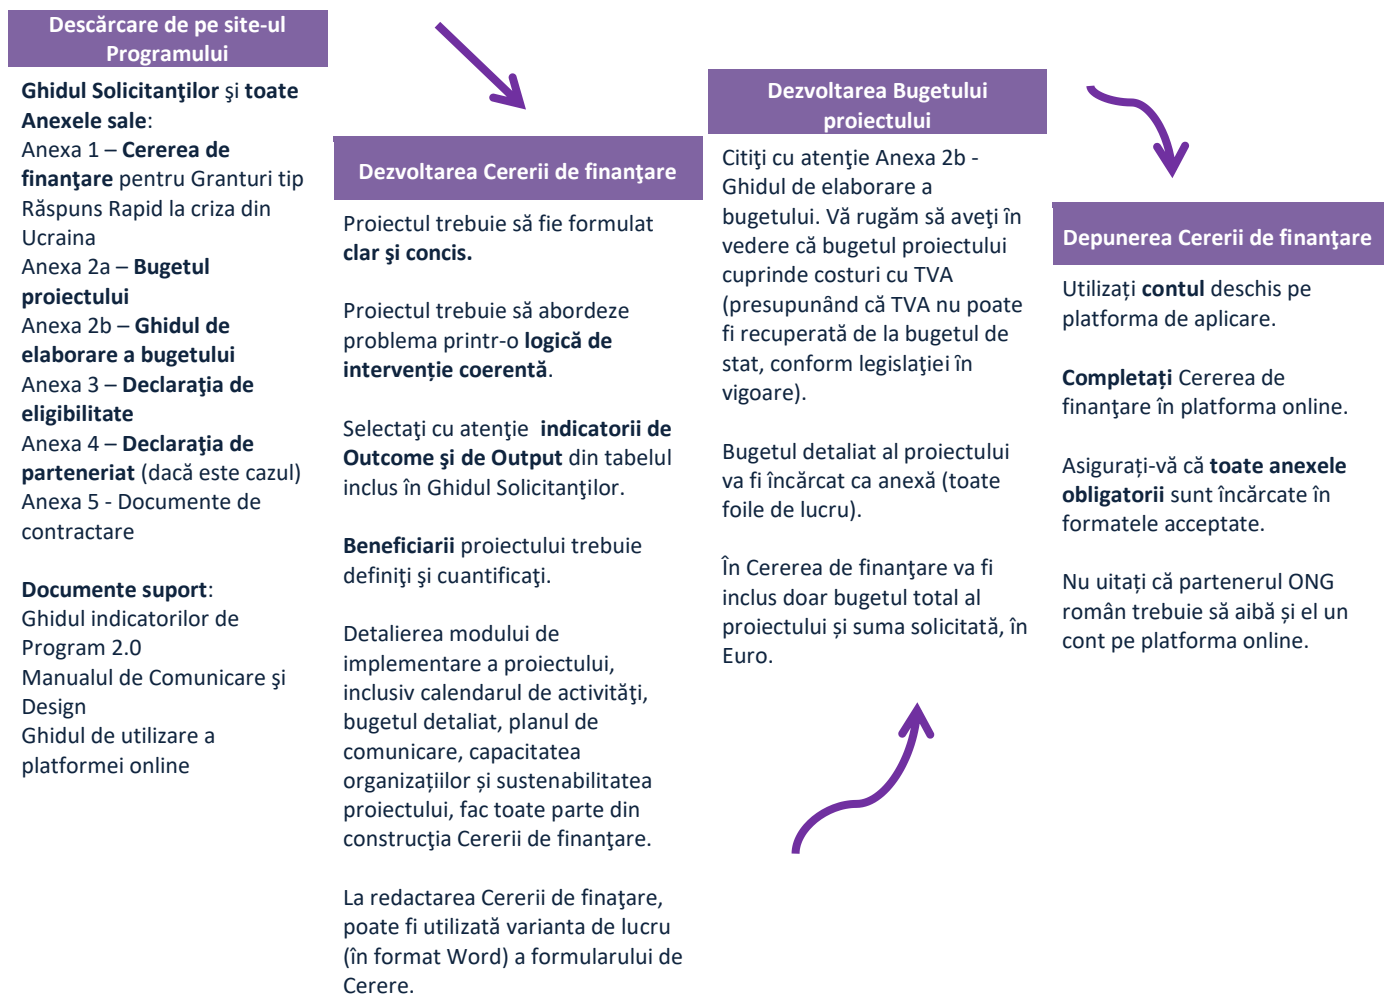 Descărcare de pe site-ul
Programului
Ghidul Solicitanţilor şi toate
Anexele sale:
Anexa 1 – Cererea de
finanţare pentru Granturi tip
Răspuns Rapid la criza din
Ucraina
Anexa 2a – Bugetul
proiectului
Anexa 2b – Ghidul de
elaborare a bugetului
Anexa 3 – Declaraţia de
eligibilitate
Anexa 4 – Declaraţia de
parteneriat (dacă este cazul)
Anexa 5 - Documente de
contractare
Documente suport:
Ghidul indicatorilor de
Program 2.0
Manualul de Comunicare şi
Design
Ghidul de utilizare a
platformei online
Dezvoltarea Cererii de finanţare
Proiectul trebuie să fie formulat
clar şi concis.
Proiectul trebuie să abordeze
problema printr-o logică de
intervenție coerentă.
Selectaţi cu atenţie indicatorii de
Outcome şi de Output din tabelul
inclus în Ghidul Solicitanţilor.
Beneficiarii proiectului trebuie
definiţi şi cuantificaţi.
Detalierea modului de
implementare a proiectului,
inclusiv calendarul de activităţi,
bugetul detaliat, planul de
comunicare, capacitatea
organizațiilor și sustenabilitatea
proiectului, fac toate parte din
construcţia Cererii de finanţare.
La redactarea Cererii de finaţare,
poate fi utilizată varianta de lucru
(în format Word) a formularului de
Cerere.
Dezvoltarea Bugetului
proiectului
Citiţi cu atenţie Anexa 2b -
Ghidul de elaborare a
bugetului. Vă rugăm să aveţi în
vedere că bugetul proiectului
cuprinde costuri cu TVA
(presupunând că TVA nu poate
fi recuperată de la bugetul de
stat, conform legislaţiei în
vigoare).
Bugetul detaliat al proiectului
va fi încărcat ca anexă (toate
foile de lucru).
În Cererea de finanţare va fi
inclus doar bugetul total al
proiectului și suma solicitată, în
Euro.
Depunerea Cererii de finanţare
Utilizați contul deschis pe
platforma de aplicare.
Completați Cererea de
finanţare în platforma online.
Asigurați-vă că toate anexele
obligatorii sunt încărcate în
formatele acceptate.
Nu uitați că partenerul ONG
român trebuie să aibă și el un
cont pe platforma online.